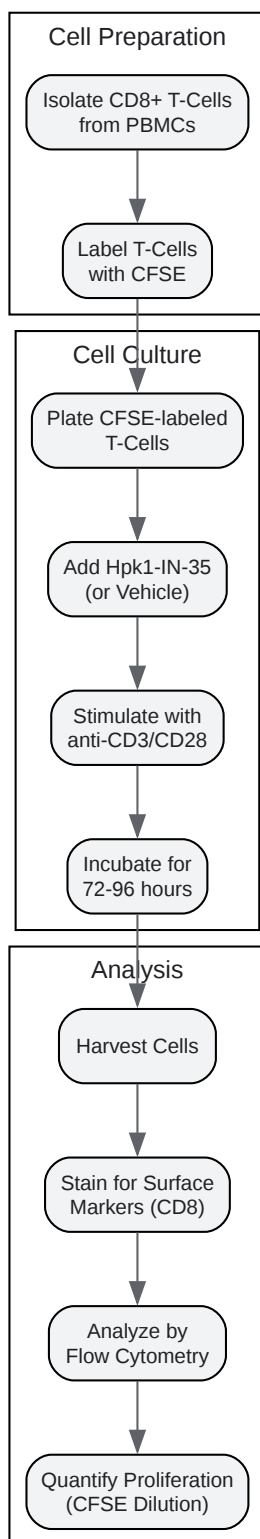 Cell Preparation
Isolate CD8+ T-Cells
from PBMCs
Label T-Cells
with CFSE
Cell Culture
Plate CFSE-labeled
T-Cells
Add Hpk1-IN-35
(or Vehicle)
Stimulate with
anti-CD3/CD28
Incubate for
72-96 hours
Analysis
Harvest Cells
Stain for Surface
Markers (CD8)
Analyze by
Flow Cytometry
Quantify Proliferation
(CFSE Dilution)